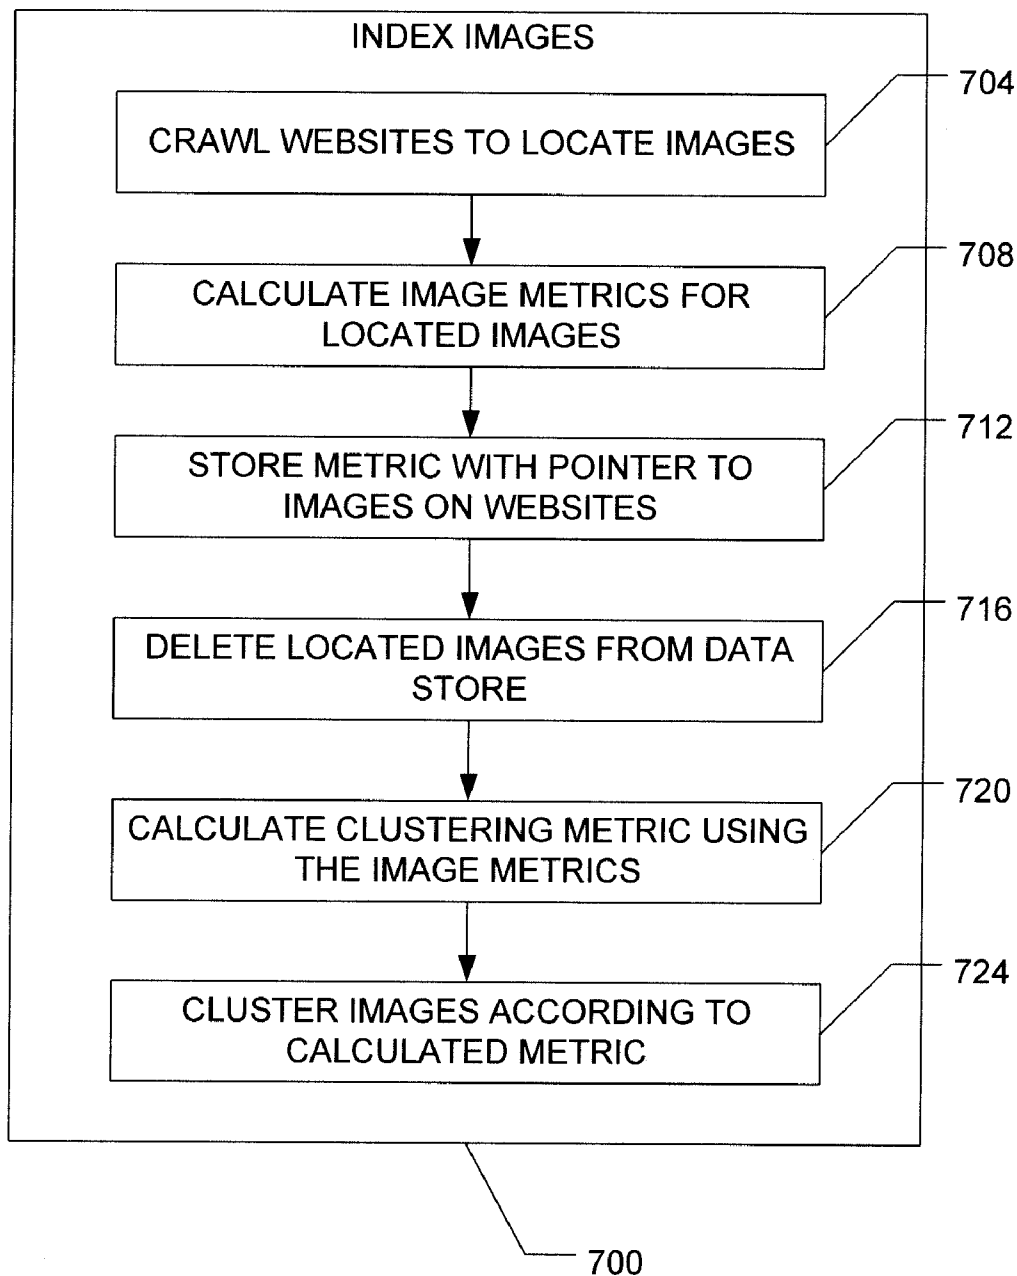 INDEX IMAGES
704
CRAWL WEBSITES TO LOCATE IMAGES
708
CALCULATE IMAGE METRICS FOR
LOCATED IMAGES
712
STORE METRIC WITH POINTER TO
IMAGES ON WEBSITES
716
DELETE LOCATED IMAGES FROM DATA
STORE
720
CALCULATE CLUSTERING METRIC USING
THE IMAGE METRICS
724
CLUSTER IMAGES ACCORDING TO
CALCULATED METRIC
700